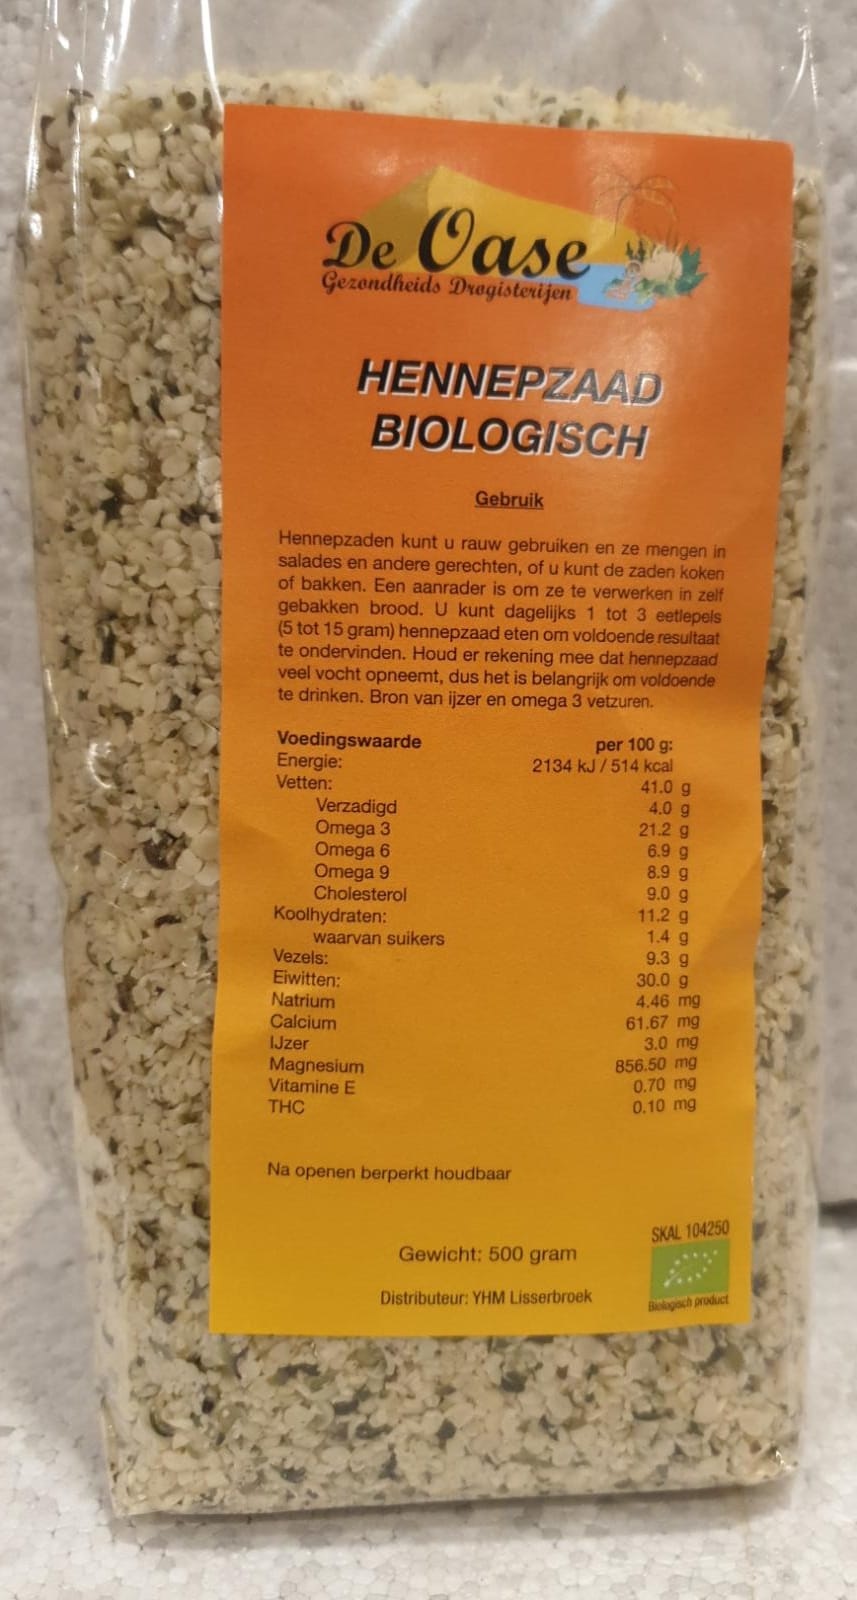 De Oase
Gezondheids Drogisterijen
HENNEPZAAD
BIOLOGISCH
Gebruik
Hennepzaden kunt u rauw gebruiken en ze mengen in
salades en andere gerechten, of u kunt de zaden koken
of bakken. Een aanrader is om ze te verwerken in zelf
gebakken brood. U kunt dagelijks 1 tot 3 eetlepels
(5 tot 15 gram) hennepzaad eten om voldoende resultaat
te ondervinden. Houd er rekening mee dat hennepzaad
veel vocht opneemt, dus het is belangrijk om voldoende
te drinken. Bron van ijzer en omega 3 vetzuren.
Voedingswaarde per 100 g:
Energie: 2134 kJ / 514 kcal
Vetten: 41.0 g
Verzadigd 4.0 g
Omega 3 21.2 g
Omega 6 6.9 g
Omega 9 8.9 g
Cholesterol 9.0 g
Koolhydraten: 11.2 g
waarvan suikers 1.4 g
Vezels: 9.3 g
Eiwitten: 30.0 g
Natrium 4.46 mg
Calcium 61.67 mg
IJzer 3.0 mg
Magnesium 856.50 mg
Vitamine E 0.70 mg
THC 0.10 mg
Na openen berperkt houdbaar
SKAL 104250
Gewicht: 500 gram
Distributeur: YHM Lisserbroek
Biologisch product